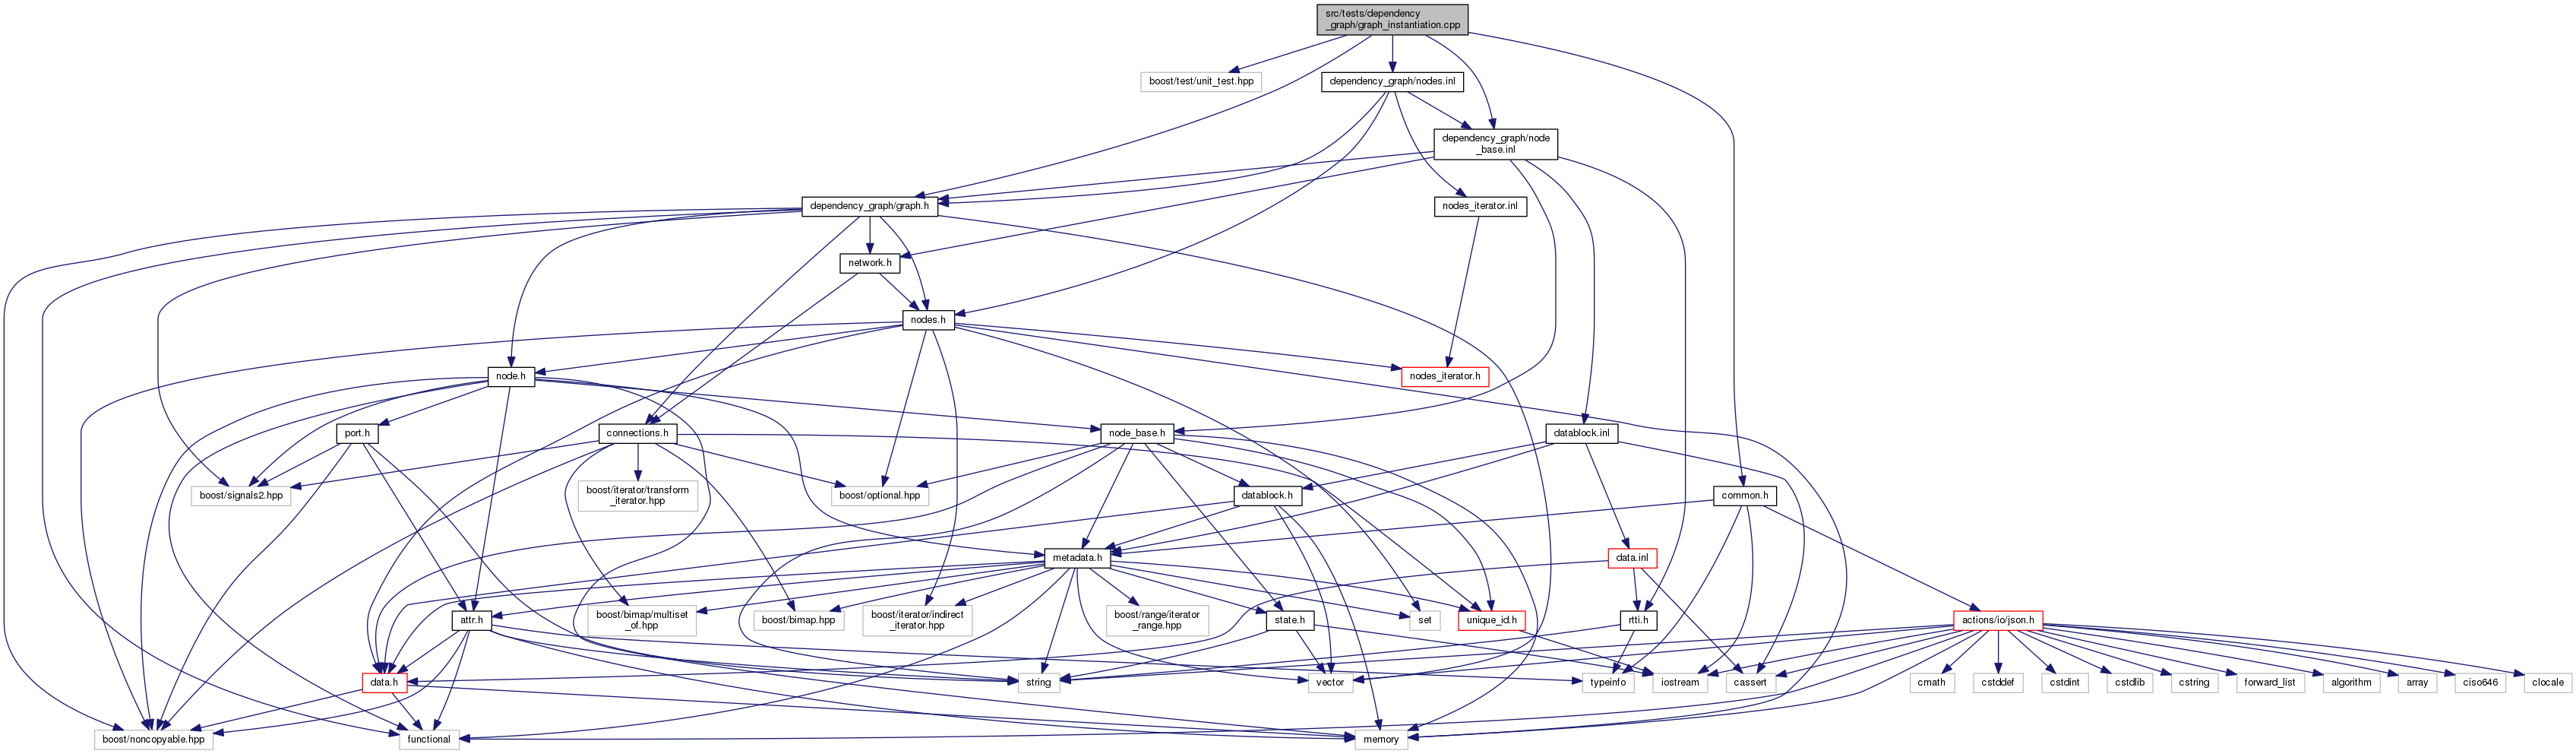 src/tests/dependency
_graph/graph_instantiation.cpp
boost/test/unit_test.hpp
dependency_graph/nodes.inl
dependency_graph/node
_base.inl
dependency_graph/graph.h
nodes_iterator.inl
network.h
nodes.h
node.h
nodes_iterator.h
port.h
connections.h
node_base.h
datablock.inl
boost/signals2.hpp
boost/iterator/transform
_iterator.hpp
boost/optional.hpp
datablock.h
common.h
metadata.h
data.inl
attr.h
boost/bimap/multiset
_of.hpp
boost/bimap.hpp
boost/iterator/indirect
_iterator.hpp
boost/range/iterator
_range.hpp
state.h
set
unique_id.h
rtti.h
actions/io/json.h
data.h
string
vector
typeinfo
iostream
cassert
cmath
cstddef
cstdint
cstdlib
cstring
forward_list
algorithm
array
ciso646
clocale
boost/noncopyable.hpp
functional
memory